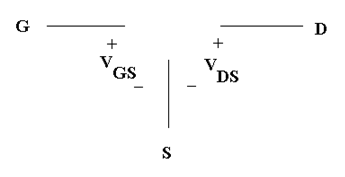 G D
+ +
V_GS V_DS
− −
S